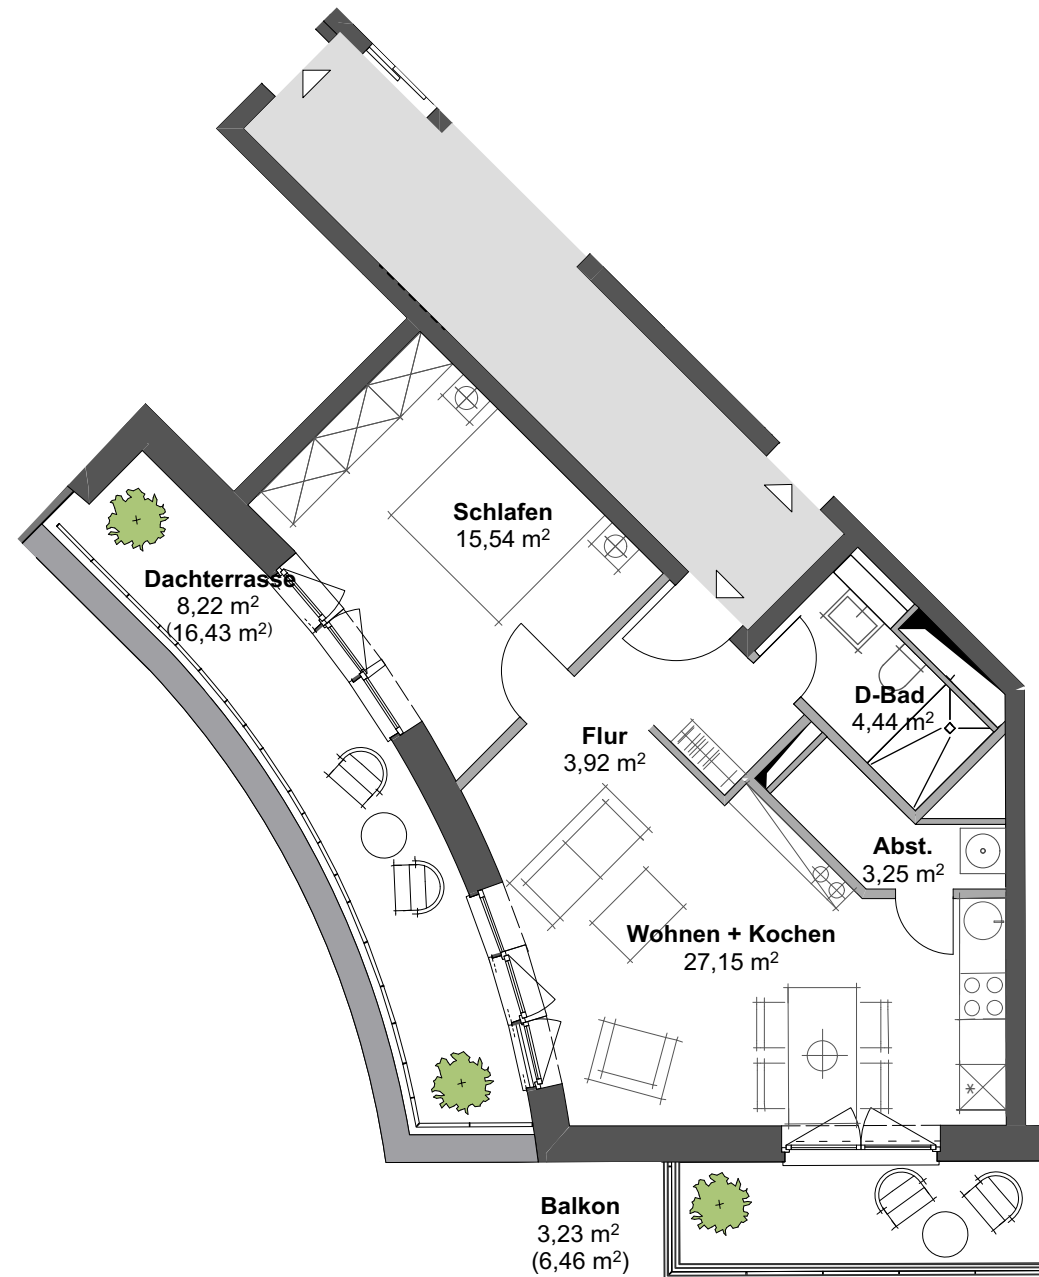 Schlafen
15,54 m²
Dachterrasse
8,22 m²
(16,43 m²)
D-Bad
4,44 m²
Flur
3,92 m²
Abst.
3,25 m²
Wohnen + Kochen
27,15 m²
Balkon
3,23 m²
(6,46 m²)